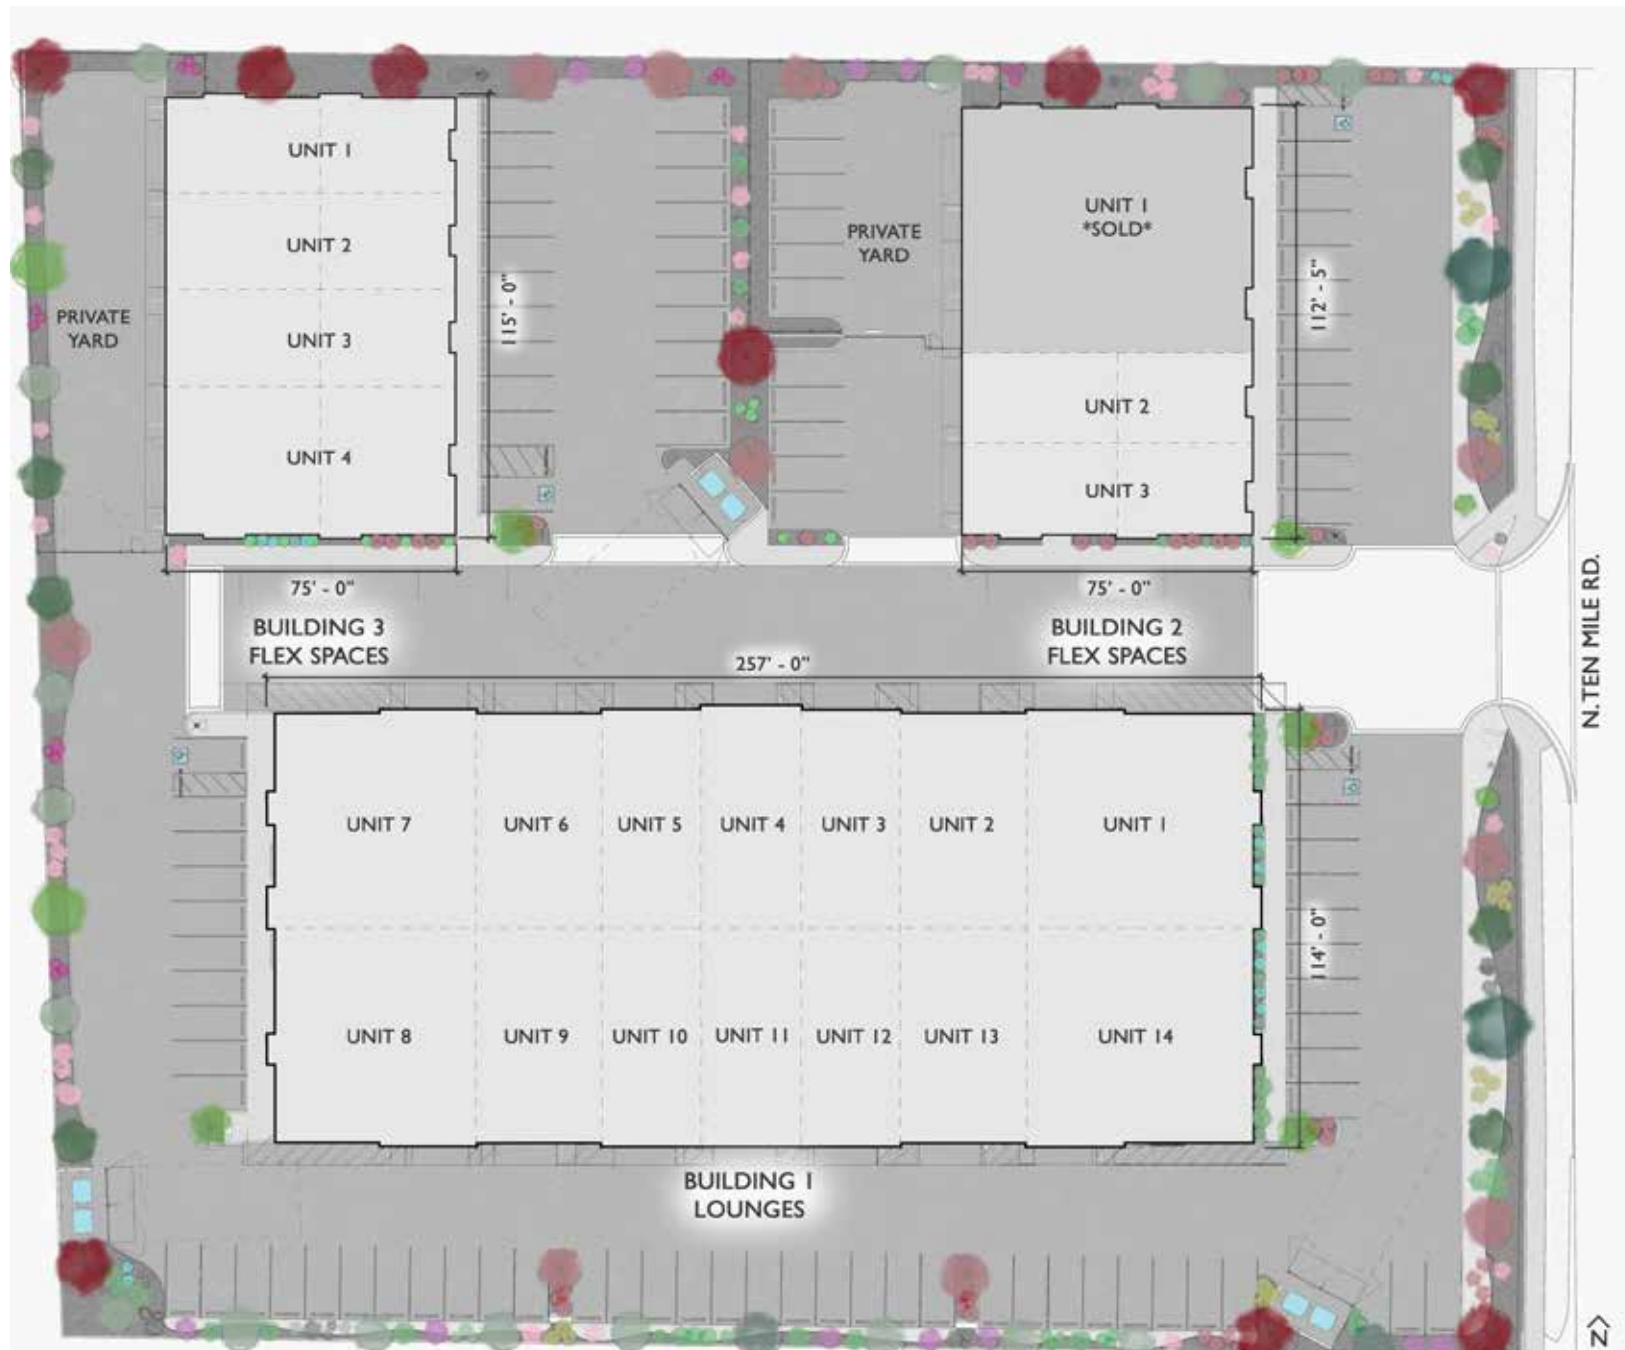 UNIT 1
UNIT 2
UNIT 3
UNIT 4
PRIVATE
YARD
115' - 0"
75' - 0"
BUILDING 3
FLEX SPACES
PRIVATE
YARD
UNIT 1
*SOLD*
UNIT 2
UNIT 3
112' - 5"
75' - 0"
BUILDING 2
FLEX SPACES
N. TEN MILE RD.
257' - 0"
UNIT 7
UNIT 6
UNIT 5
UNIT 4
UNIT 3
UNIT 2
UNIT 1
UNIT 8
UNIT 9
UNIT 10
UNIT 11
UNIT 12
UNIT 13
UNIT 14
114' - 0"
BUILDING 1
LOUNGES
N